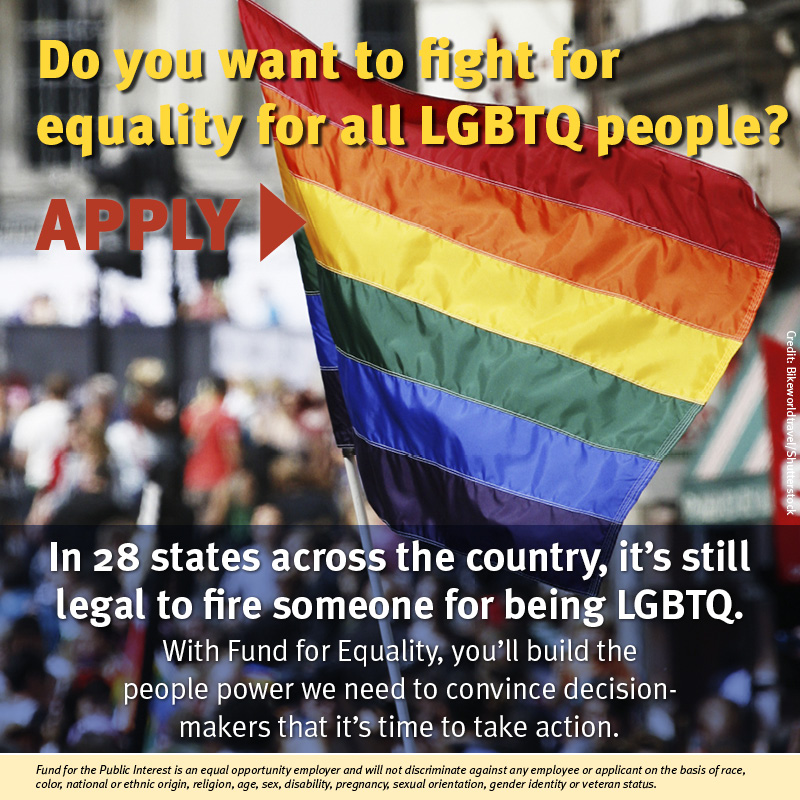 Do you want to fight for
equality for all LGBTQ people?
APPLY
Credit: Bikeworldtravel/Shutterstock
In 28 states across the country, it's still
legal to fire someone for being LGBTQ.
With Fund for Equality, you'll build the
people power we need to convince decision-
makers that it's time to take action.
Fund for the Public Interest is an equal opportunity employer and will not discriminate against any employee or applicant on the basis of race,
color, national or ethnic origin, religion, age, sex, disability, pregnancy, sexual orientation, gender identity or veteran status.